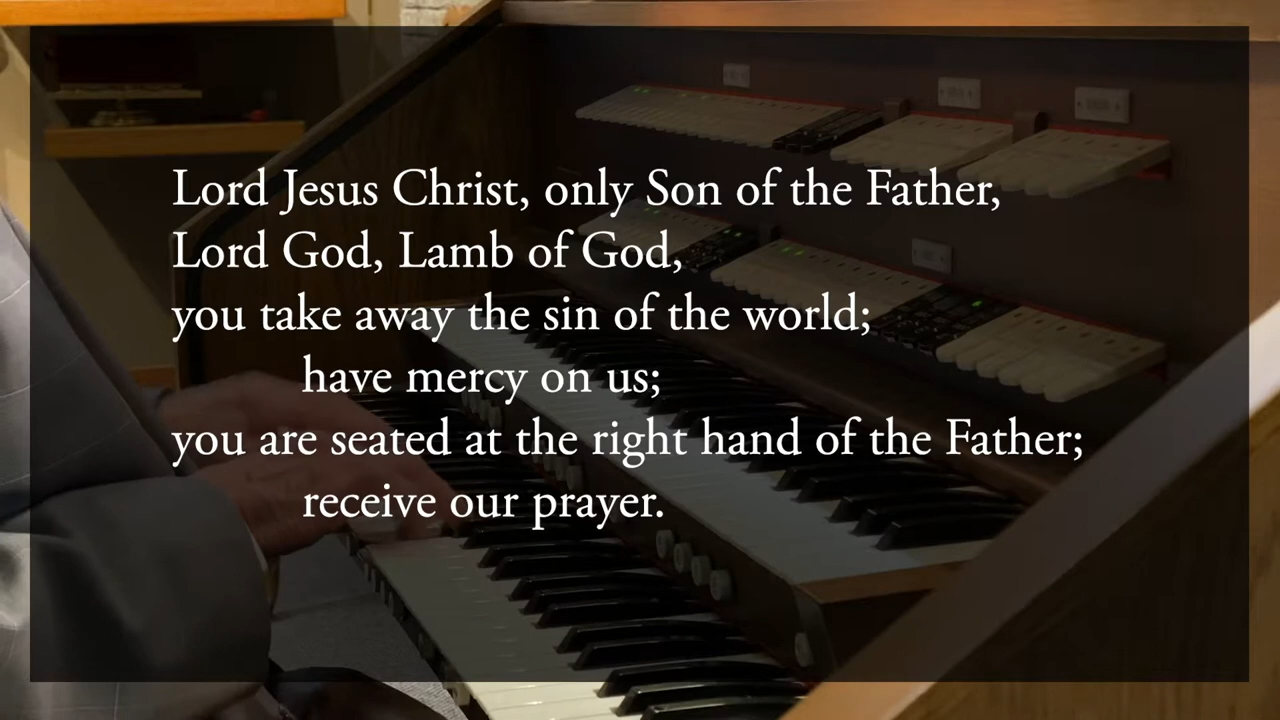 Lord Jesus Christ, only Son of the Father,
Lord God, Lamb of God,
you take away the sin of the world;
have mercy on us;
you are seated at the right hand of the Father;
receive our prayer.